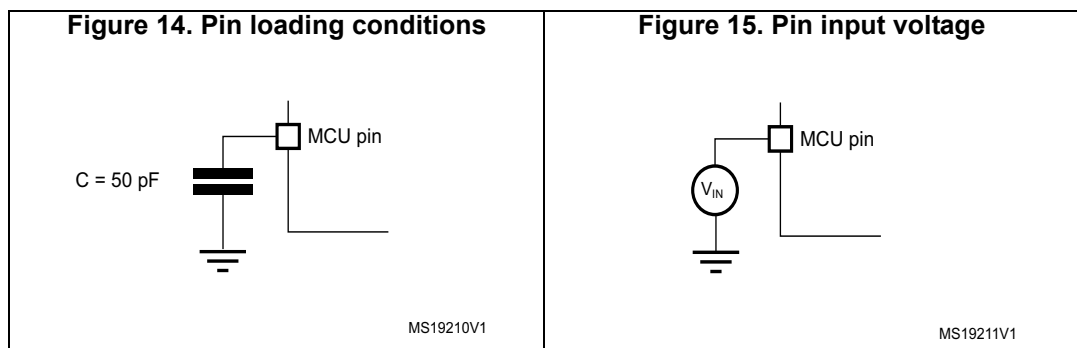 Figure 14. Pin loading conditions
MCU pin
C = 50 pF
MS19210V1
Figure 15. Pin input voltage
MCU pin
VIN
MS19211V1